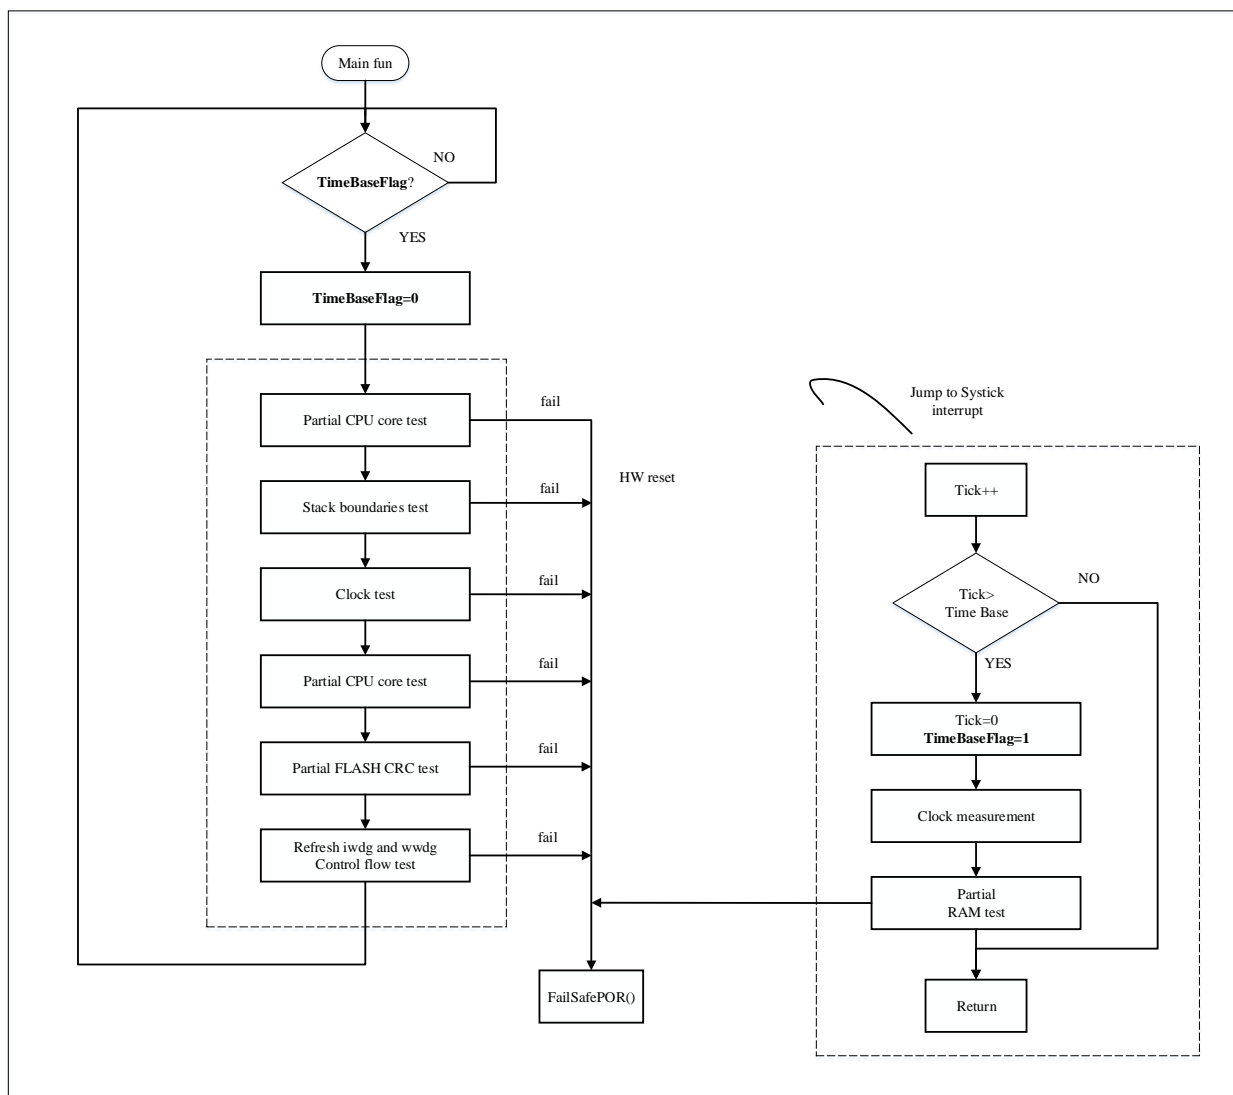 Main fun
NO
TimeBaseFlag?
YES
TimeBaseFlag=0
Partial CPU core test
fail
Stack boundaries test
fail
HW reset
Clock test
fail
Partial CPU core test
fail
Partial FLASH CRC test
fail
Refresh iwdg and wwdg
Control flow test
fail
FailSafePOR()
Jump to Systick
interrupt
Tick++
Tick>
Time Base
NO
YES
Tick=0
TimeBaseFlag=1
Clock measurement
Partial
RAM test
Return